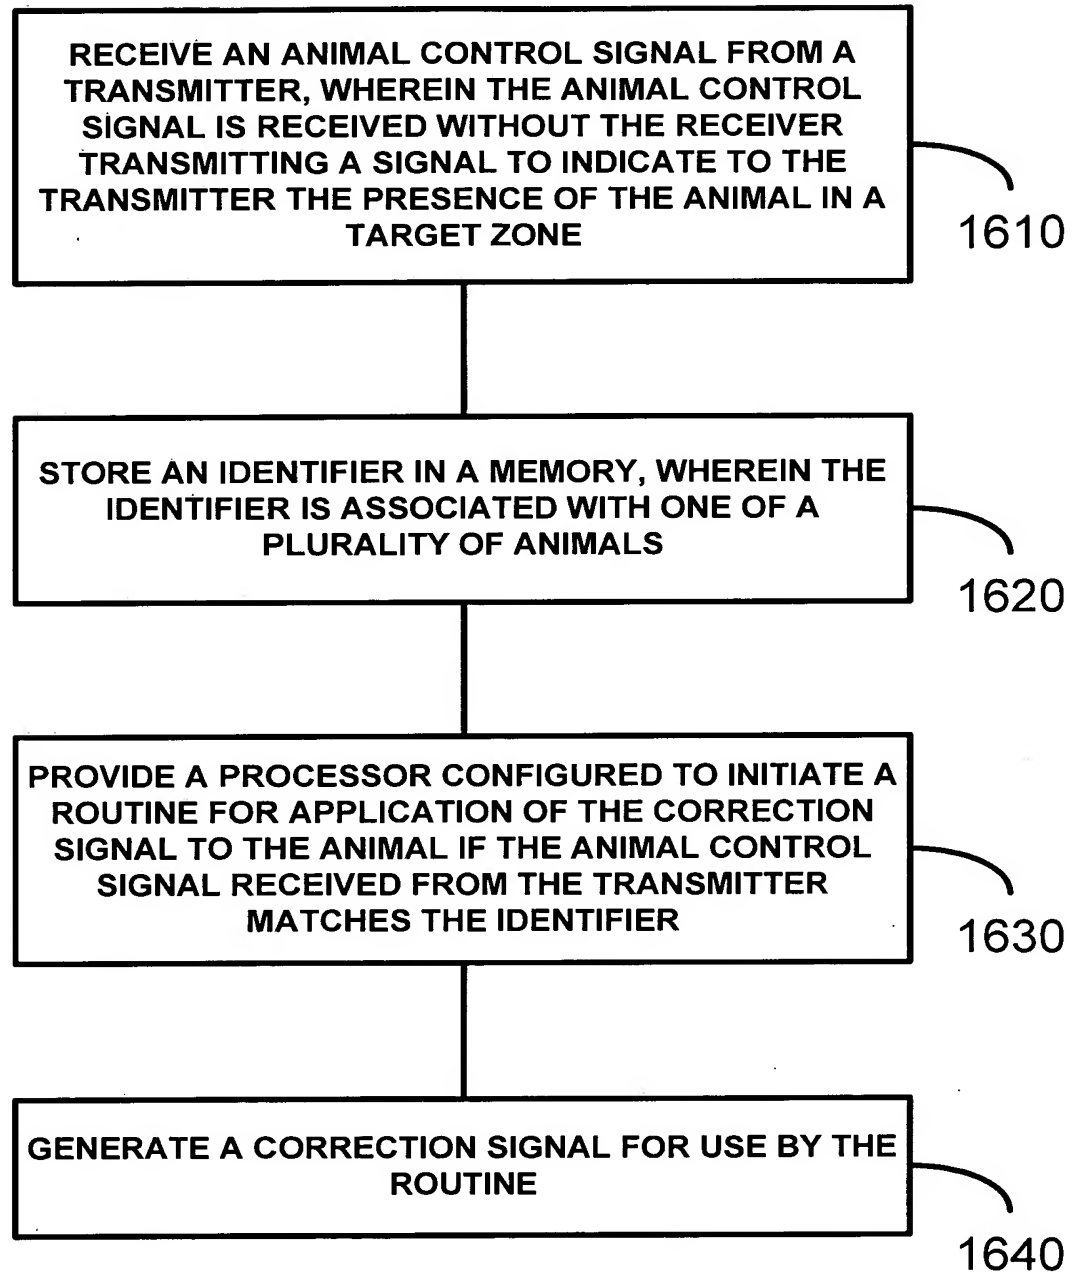 RECEIVE AN ANIMAL CONTROL SIGNAL FROM A
TRANSMITTER, WHEREIN THE ANIMAL CONTROL
SIGNAL IS RECEIVED WITHOUT THE RECEIVER
TRANSMITTING A SIGNAL TO INDICATE TO THE
TRANSMITTER THE PRESENCE OF THE ANIMAL IN A
TARGET ZONE
1610
STORE AN IDENTIFIER IN A MEMORY, WHEREIN THE
IDENTIFIER IS ASSOCIATED WITH ONE OF A
PLURALITY OF ANIMALS
1620
PROVIDE A PROCESSOR CONFIGURED TO INITIATE A
ROUTINE FOR APPLICATION OF THE CORRECTION
SIGNAL TO THE ANIMAL IF THE ANIMAL CONTROL
SIGNAL RECEIVED FROM THE TRANSMITTER
MATCHES THE IDENTIFIER
1630
GENERATE A CORRECTION SIGNAL FOR USE BY THE
ROUTINE
1640